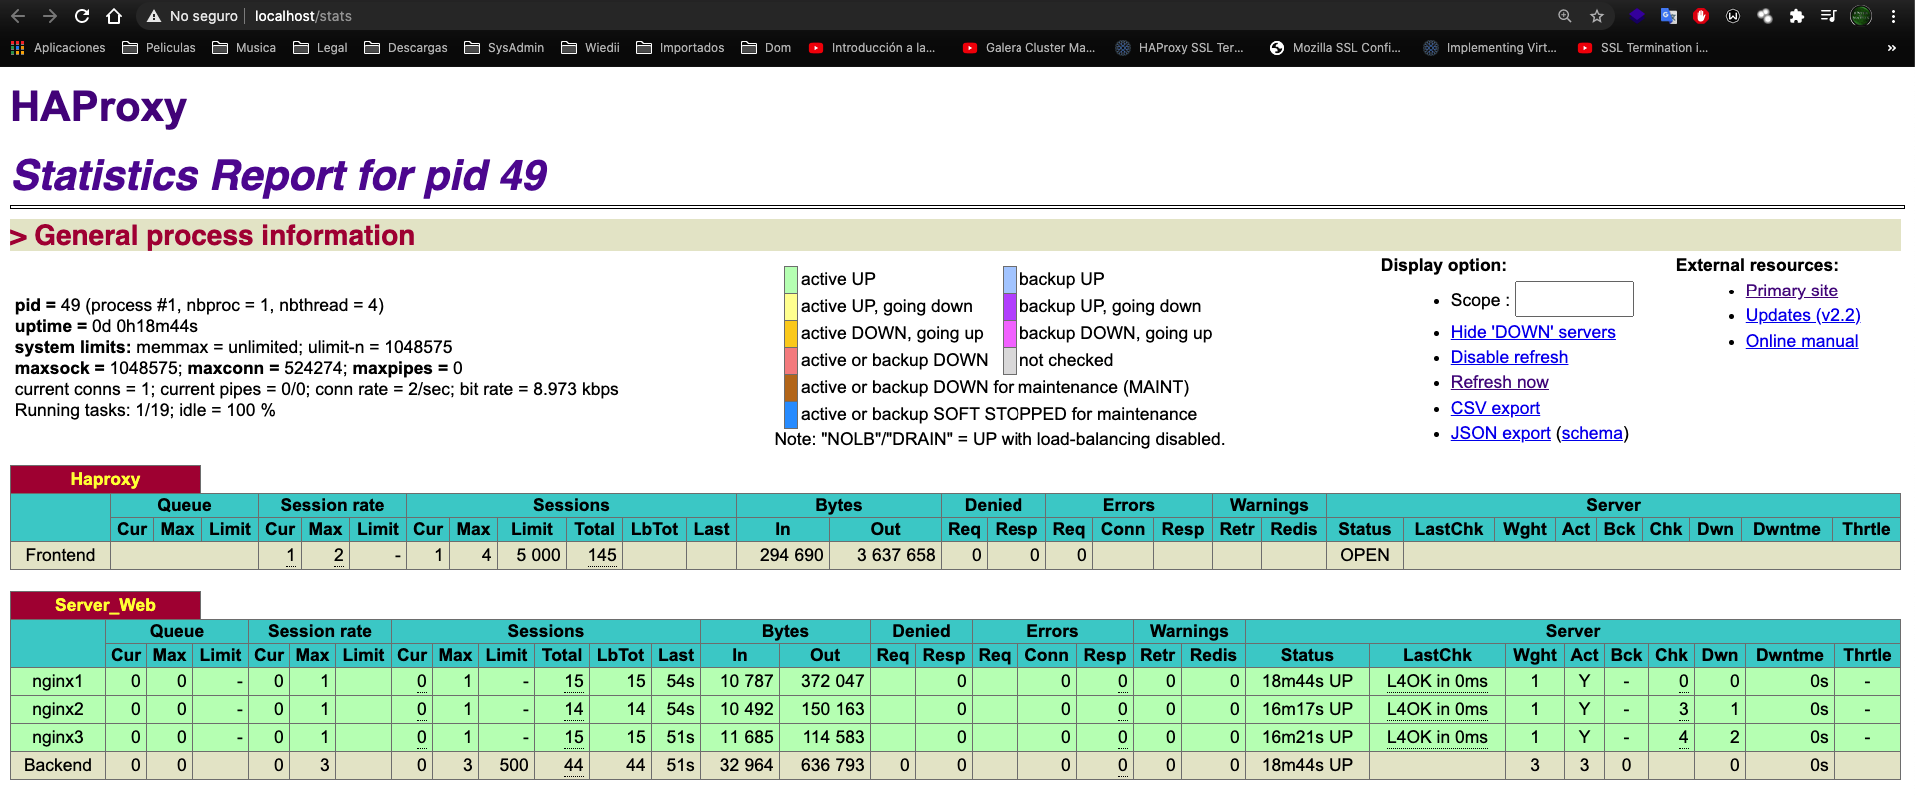 No seguro | localhost/stats
Aplicaciones Peliculas Musica Legal Descargas SysAdmin Wiedii Importados Dom Introducción a la... Galera Cluster Ma... HAProxy SSL Ter... Mozilla SSL Confi... Implementing Virt... SSL Termination i... »
HAProxy
Statistics Report for pid 49
> General process information
pid = 49 (process #1, nbproc = 1, nbthread = 4)
uptime = 0d 0h18m44s
system limits: memmax = unlimited; ulimit-n = 1048575
maxsock = 1048575; maxconn = 524274; maxpipes = 0
current conns = 1; current pipes = 0/0; conn rate = 2/sec; bit rate = 8.973 kbps
Running tasks: 1/19; idle = 100 %
active UP backup UP
active UP, going down backup UP, going down
active DOWN, going up backup DOWN, going up
active or backup DOWN not checked
active or backup DOWN for maintenance (MAINT)
active or backup SOFT STOPPED for maintenance
Note: "NOLB"/"DRAIN" = UP with load-balancing disabled.
Display option:
• Scope :
• Hide 'DOWN' servers
• Disable refresh
• Refresh now
• CSV export
• JSON export (schema)
External resources:
• Primary site
• Updates (v2.2)
• Online manual
Haproxy
Queue Session rate Sessions Bytes Denied Errors Warnings Server
Cur Max Limit Cur Max Limit Cur Max Limit Total LbTot Last In Out Req Resp Req Conn Resp Retr Redis Status LastChk Wght Act Bck Chk Dwn Dwntme Thrtle
Frontend 1 2 - 1 4 5 000 145 294 690 3 637 658 0 0 0 OPEN
Server_Web
Queue Session rate Sessions Bytes Denied Errors Warnings Server
Cur Max Limit Cur Max Limit Cur Max Limit Total LbTot Last In Out Req Resp Req Conn Resp Retr Redis Status LastChk Wght Act Bck Chk Dwn Dwntme Thrtle
nginx1 0 0 - 0 1 0 1 - 15 15 54s 10 787 372 047 0 0 0 0 0 18m44s UP L4OK in 0ms 1 Y - 0 0 0s -
nginx2 0 0 - 0 1 0 1 - 14 14 54s 10 492 150 163 0 0 0 0 0 16m17s UP L4OK in 0ms 1 Y - 3 1 0s -
nginx3 0 0 - 0 1 0 1 - 15 15 51s 11 685 114 583 0 0 0 0 0 16m21s UP L4OK in 0ms 1 Y - 4 2 0s -
Backend 0 0 0 3 0 3 500 44 44 51s 32 964 636 793 0 0 0 0 0 0 18m44s UP 3 3 0 0 0s